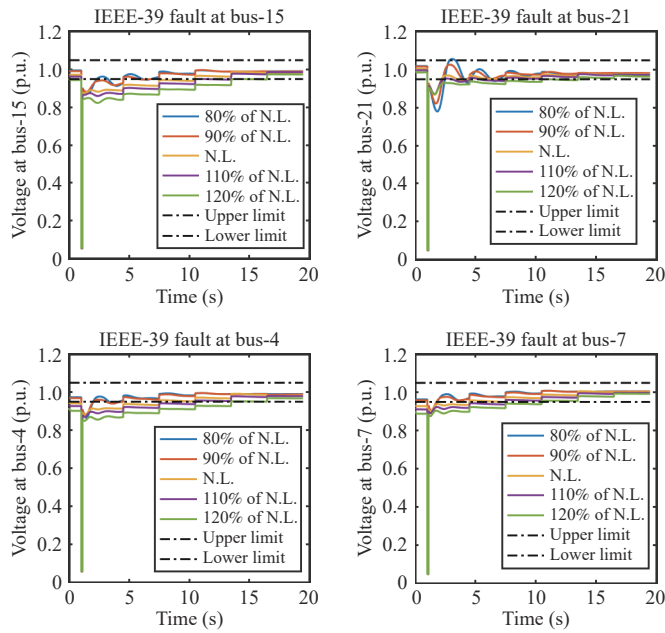 IEEE-39 fault at bus-15
1.2
1.0
0.8
0.6
0.4
0.2
0
Voltage at bus-15 (p.u.)
80% of N.L.
90% of N.L.
N.L.
110% of N.L.
120% of N.L.
Upper limit
Lower limit
0 5 10 15 20
Time (s)
IEEE-39 fault at bus-21
1.2
1.0
0.8
0.6
0.4
0.2
0
Voltage at bus-21 (p.u.)
80% of N.L.
90% of N.L.
N.L.
110% of N.L.
120% of N.L.
Upper limit
Lower limit
0 5 10 15 20
Time (s)
IEEE-39 fault at bus-4
1.2
1.0
0.8
0.6
0.4
0.2
0
Voltage at bus-4 (p.u.)
80% of N.L.
90% of N.L.
N.L.
110% of N.L.
120% of N.L.
Upper limit
Lower limit
0 5 10 15 20
Time (s)
IEEE-39 fault at bus-7
1.2
1.0
0.8
0.6
0.4
0.2
0
Voltage at bus-7 (p.u.)
80% of N.L.
90% of N.L.
N.L.
110% of N.L.
120% of N.L.
Upper limit
Lower limit
0 5 10 15 20
Time (s)